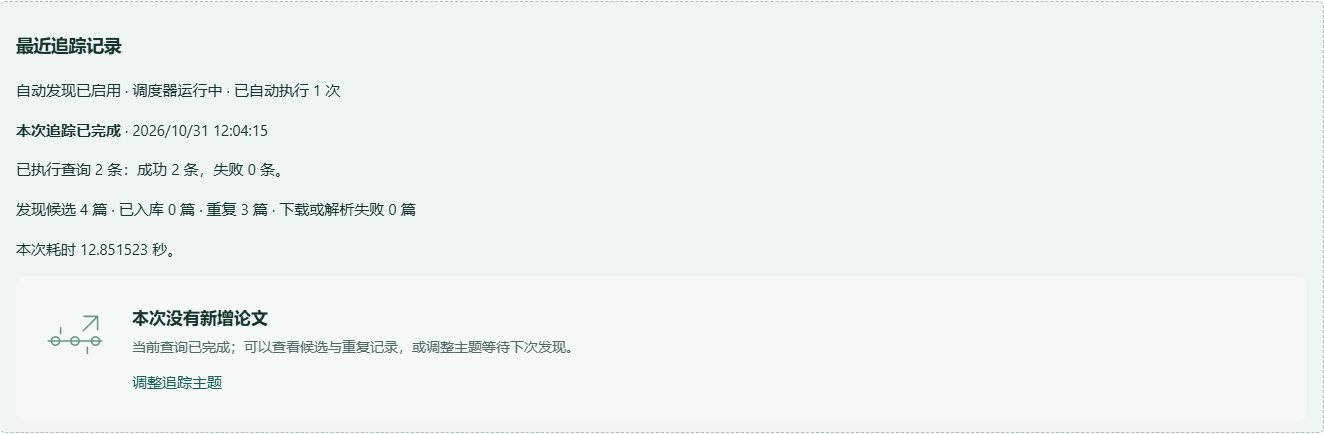 最近追踪记录
自动发现已启用 · 调度器运行中 · 已自动执行 1 次
本次追踪已完成 · 2026/10/31 12:04:15
已执行查询 2 条：成功 2 条，失败 0 条。
发现候选 4 篇 · 已入库 0 篇 · 重复 3 篇 · 下载或解析失败 0 篇
本次耗时 12.851523 秒。
本次没有新增论文
当前查询已完成；可以查看候选与重复记录，或调整主题等待下次发现。
调整追踪主题